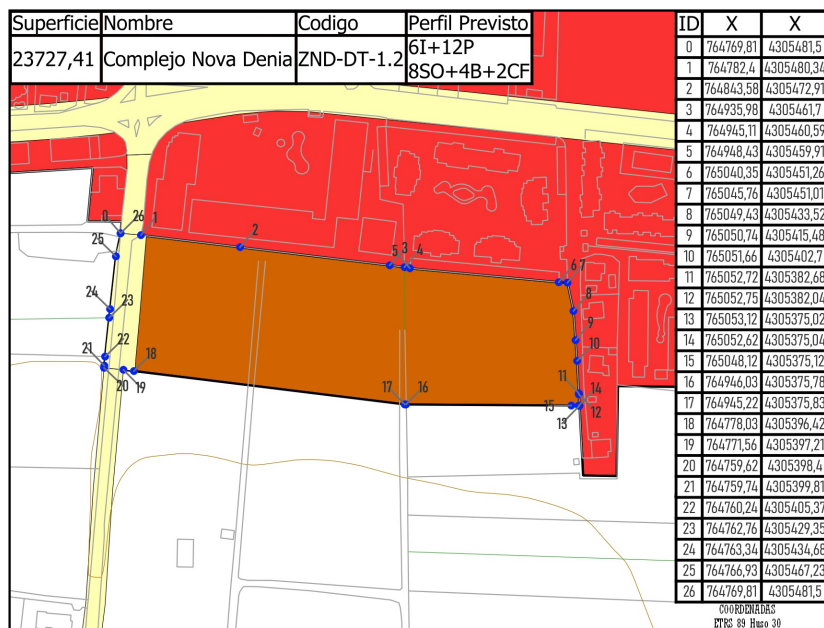 Superficie Nombre Codigo Perfil Previsto
23727,41 Complejo Nova Denia ZND-DT-1.2 6I+12P
8SO+4B+2CF
ID X X
0 764769,81 4305481,5
1 764782,4 4305480,34
2 764843,58 4305472,91
3 764935,98 4305461,7
4 764945,11 4305460,59
5 764948,43 4305459,91
6 765040,35 4305451,26
7 765045,76 4305451,01
8 765049,43 4305433,52
9 765050,74 4305415,48
10 765051,66 4305402,7
11 765052,72 4305382,68
12 765052,75 4305382,04
13 765053,12 4305375,02
14 765052,62 4305375,04
15 765048,12 4305375,12
16 764946,03 4305375,78
17 764945,22 4305375,83
18 764778,03 4305396,42
19 764771,56 4305397,21
20 764759,62 4305398,4
21 764759,74 4305399,81
22 764760,24 4305405,37
23 764762,76 4305429,35
24 764763,34 4305434,68
25 764766,93 4305467,23
26 764769,81 4305481,5
COORDENADAS
ETRS 89 Huso 30
0 26 1
25 2
5 3 4
6 7
24 23
8
9
10
22
21
20 19 18
17 16
11 14
15 12
13